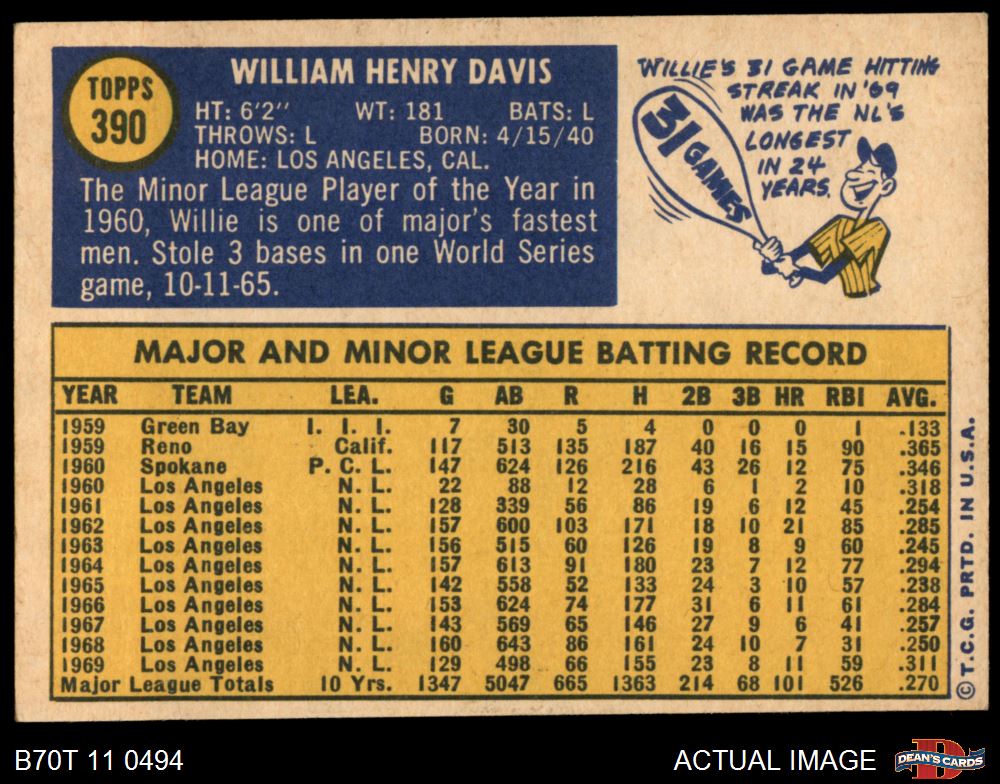 TOPPS
390
WILLIAM HENRY DAVIS
HT: 6'2" WT: 181 BATS: L
THROWS: L BORN: 4/15/40
HOME: LOS ANGELES, CAL.
The Minor League Player of the Year in
1960, Willie is one of major's fastest
men. Stole 3 bases in one World Series
game, 10-11-65.
WILLIE'S 31 GAME HITTING
STREAK IN '69
WAS THE NL'S
LONGEST
IN 24
YEARS.
31 GAMES
MAJOR AND MINOR LEAGUE BATTING RECORD
YEAR TEAM LEA. G AB R H 2B 3B HR RBI AVG.
1959 Green Bay I. I. I. 7 30 5 4 0 0 0 1 .133
1959 Reno Calif. 117 513 135 187 40 16 15 90 .365
1960 Spokane P. C. L. 147 624 126 216 43 26 12 75 .346
1960 Los Angeles N. L. 22 88 12 28 6 1 2 10 .318
1961 Los Angeles N. L. 128 339 56 86 19 6 12 45 .254
1962 Los Angeles N. L. 157 600 103 171 18 10 21 85 .285
1963 Los Angeles N. L. 156 515 60 126 19 8 9 60 .245
1964 Los Angeles N. L. 157 613 91 180 23 7 12 77 .294
1965 Los Angeles N. L. 142 558 52 133 24 3 10 57 .238
1966 Los Angeles N. L. 153 624 74 177 31 6 11 61 .284
1967 Los Angeles N. L. 143 569 65 146 27 9 6 41 .257
1968 Los Angeles N. L. 160 643 86 161 24 10 7 31 .250
1969 Los Angeles N. L. 129 498 66 155 23 8 11 59 .311
Major League Totals 10 Yrs. 1347 5047 665 1363 214 68 101 526 .270
© T.C.G. PRTD. IN U.S.A.
B70T 11 0494
ACTUAL IMAGE
D
DEAN'S CARDS